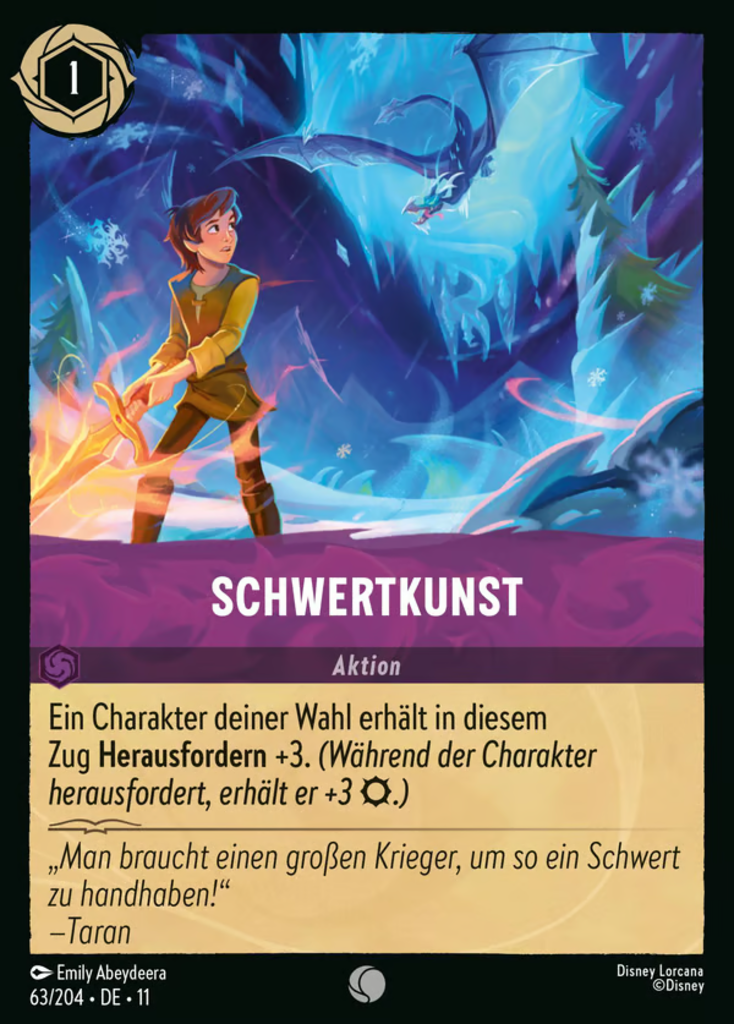 1
SCHWERTKUNST
Aktion
Ein Charakter deiner Wahl erhält in diesem
Zug Herausfordern +3. (Während der Charakter
herausfordert, erhält er +3 .)
„Man braucht einen großen Krieger, um so ein Schwert
zu handhaben!“
–Taran
Emily Abeydeera
Disney Lorcana
63/204 • DE • 11
©Disney